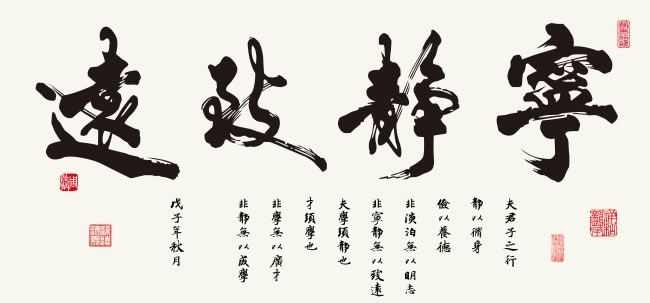 寧靜致遠
夫君子之行
靜以脩身
儉以養德
非淡泊無以明志
非寧靜無以致遠
夫學須靜也
才須學也
非學無以廣才
非靜無以成學
戊子年秋月